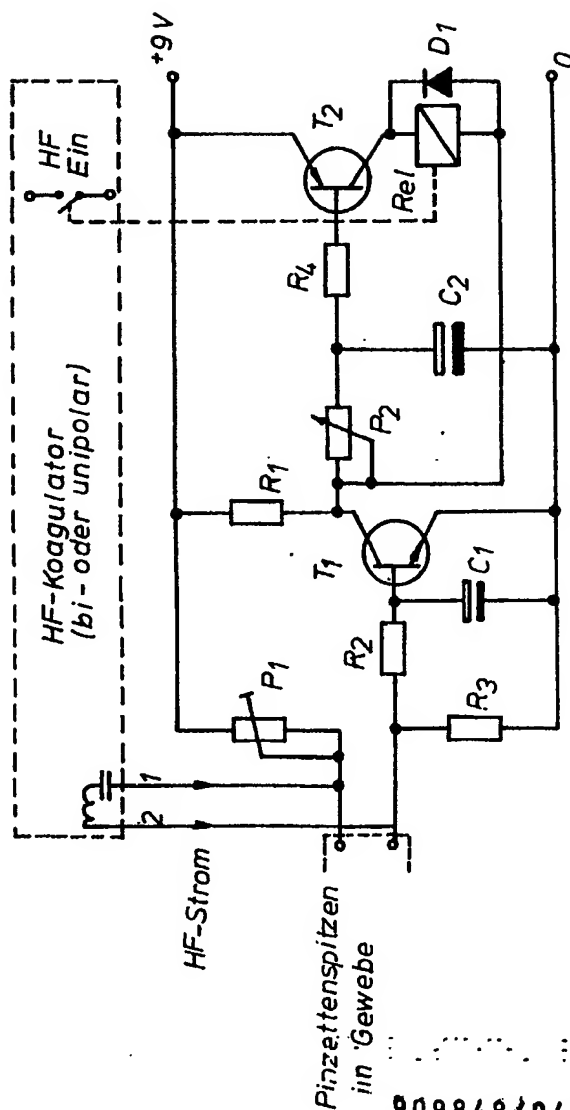 HF-Koagulator
(bi- oder unipolar)
HF
Ein
+9V
HF-Strom
1
2
P1
R1
R2
R3
R4
P2
T1
T2
C1
C2
Rel
D1
0
Pinzettenspitzen
im Gewebe